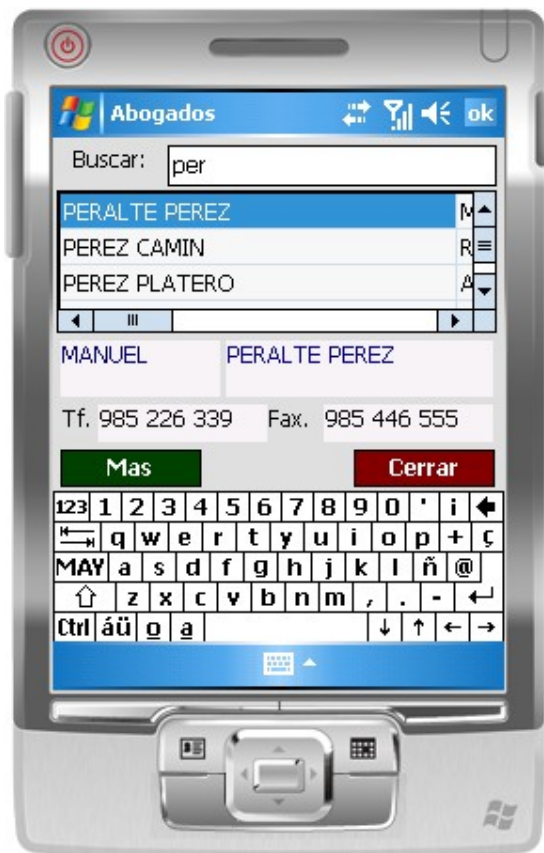 Abogados ok
Buscar: per
PERALTE PEREZ M
PEREZ CAMIN R
PEREZ PLATERO A
MANUEL PERALTE PEREZ
Tf. 985 226 339 Fax. 985 446 555
Mas Cerrar
123 1 2 3 4 5 6 7 8 9 0 ' i
q w e r t y u i o p + ç
MAY a s d f g h j k l ñ @
z x c v b n m , . -
Ctrl áü o a ↓ ↑ ← →